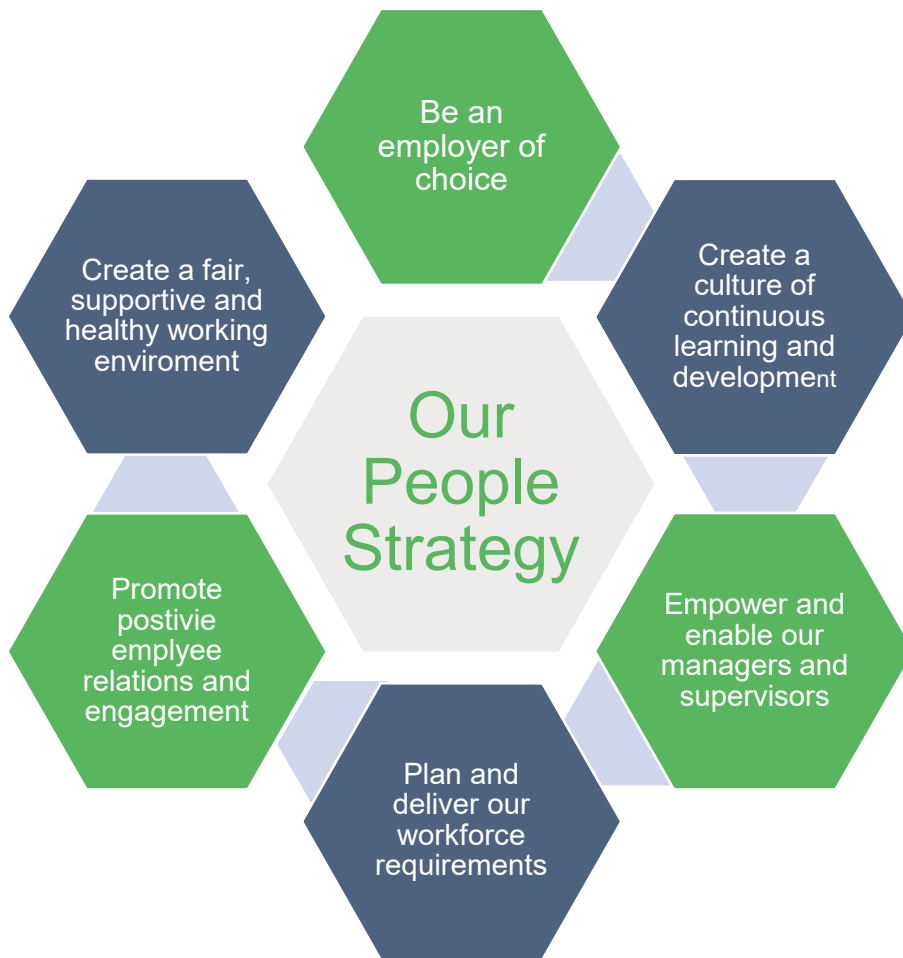 Be an
employer of
choice
Create a
culture of
continuous
learning and
development
Empower and
enable our
managers and
supervisors
Plan and
deliver our
workforce
requirements
Promote
postivie
emplyee
relations and
engagement
Create a fair,
supportive and
healthy working
enviroment
Our
People
Strategy